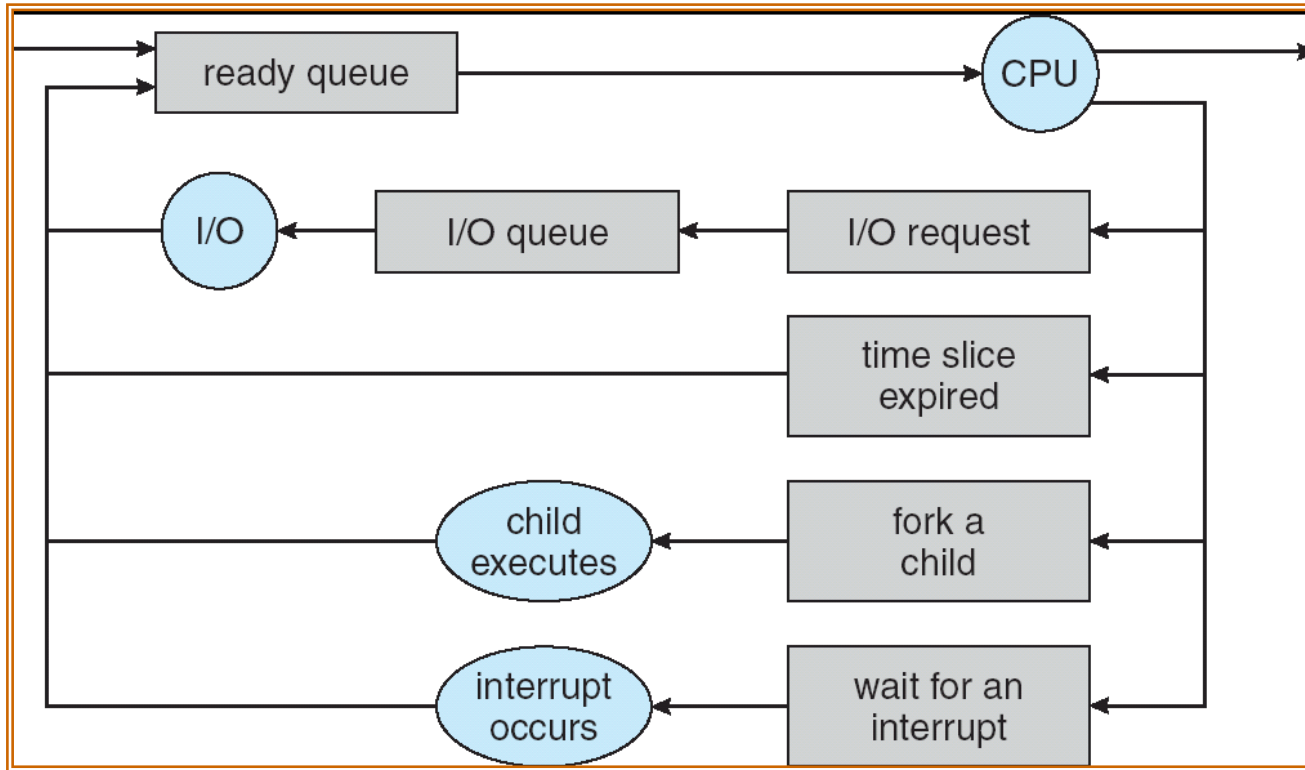 ready queue
CPU
I/O
I/O queue
I/O request
time slice
expired
child
executes
fork a
child
interrupt
occurs
wait for an
interrupt